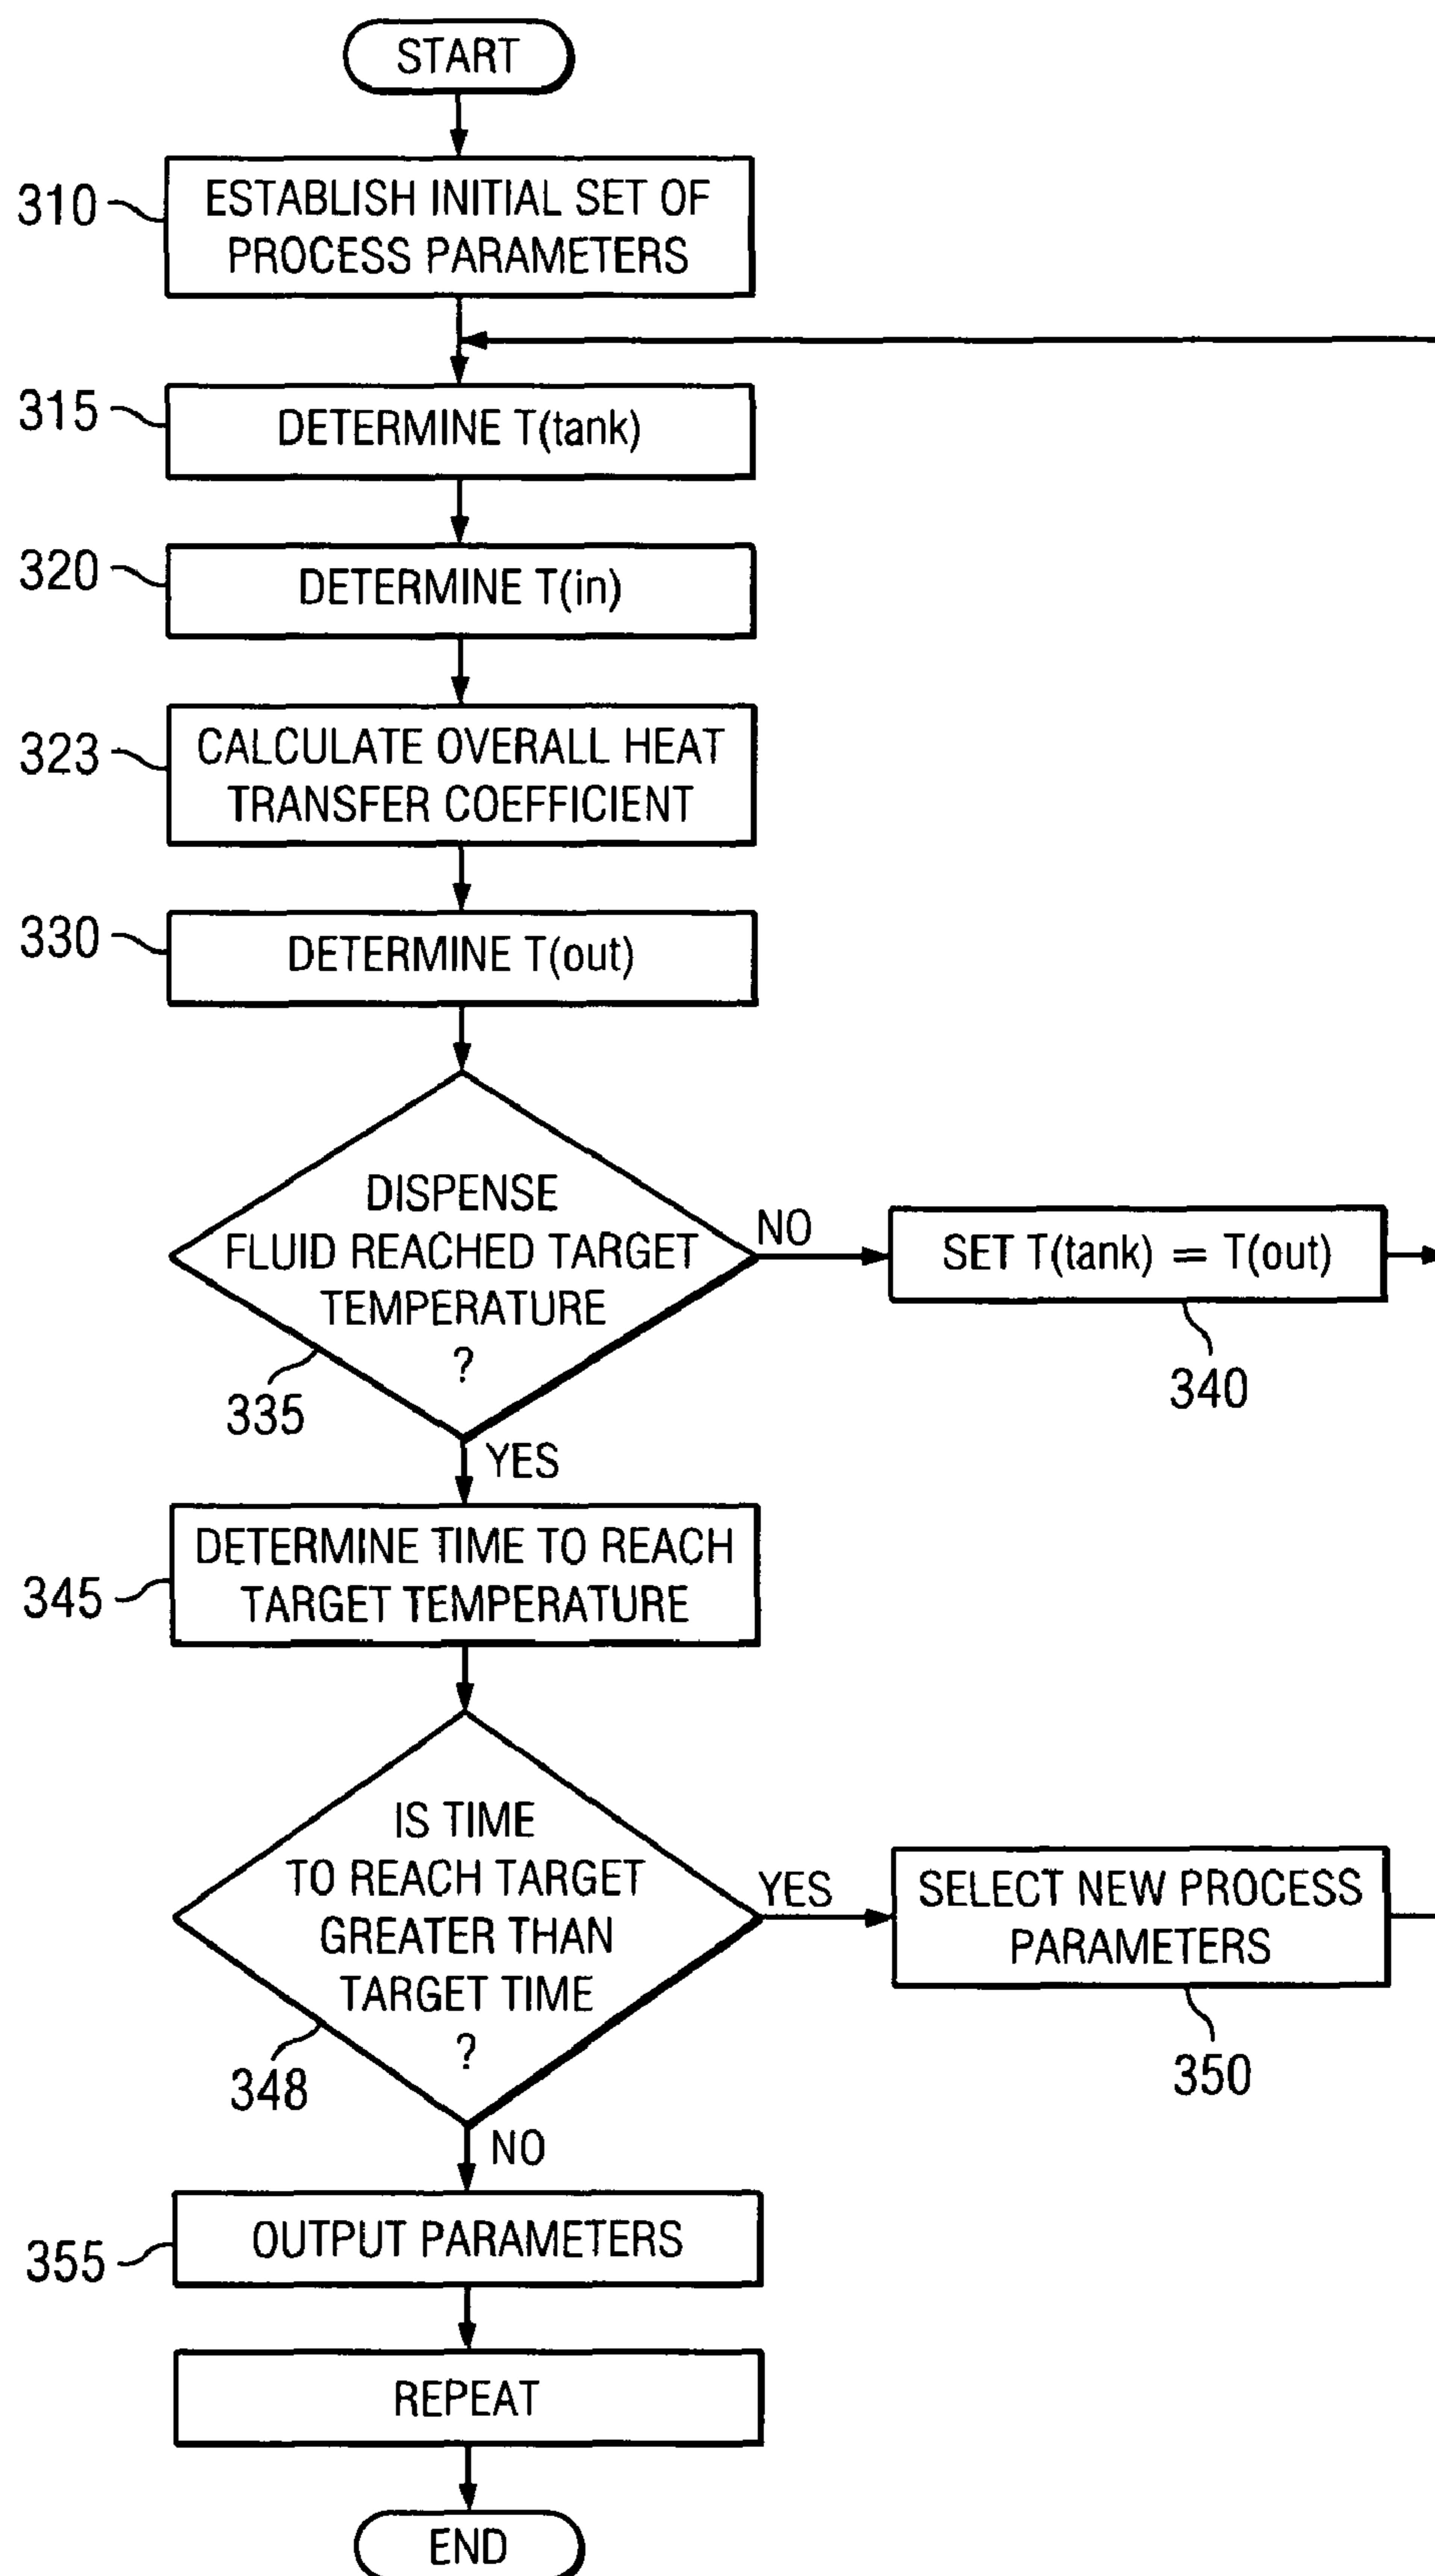 START
310
ESTABLISH INITIAL SET OF
PROCESS PARAMETERS
315
DETERMINE T(tank)
320
DETERMINE T(in)
323
CALCULATE OVERALL HEAT
TRANSFER COEFFICIENT
330
DETERMINE T(out)
DISPENSE
FLUID REACHED TARGET
TEMPERATURE
?
335
NO
SET T(tank) = T(out)
340
YES
345
DETERMINE TIME TO REACH
TARGET TEMPERATURE
IS TIME
TO REACH TARGET
GREATER THAN
TARGET TIME
?
348
YES
SELECT NEW PROCESS
PARAMETERS
350
NO
355
OUTPUT PARAMETERS
REPEAT
END